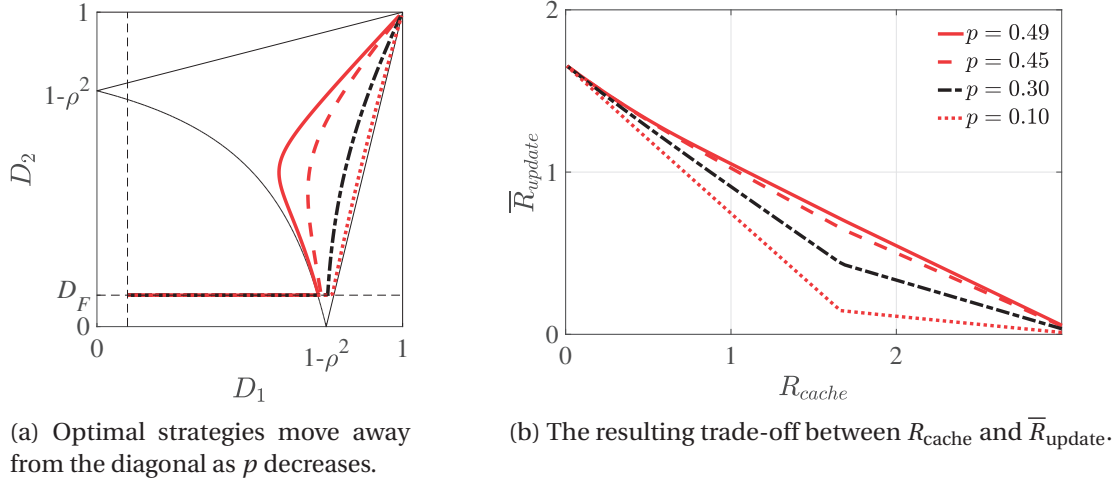 1
1-ρ²
D₂
D_F
0
0
1-ρ²
1
D₁
(a) Optimal strategies move away
from the diagonal as p decreases.
2
1
0
R̅_update
p = 0.49
p = 0.45
p = 0.30
p = 0.10
0
1
2
R_cache
(b) The resulting trade-off between R_cache and R̅_update.